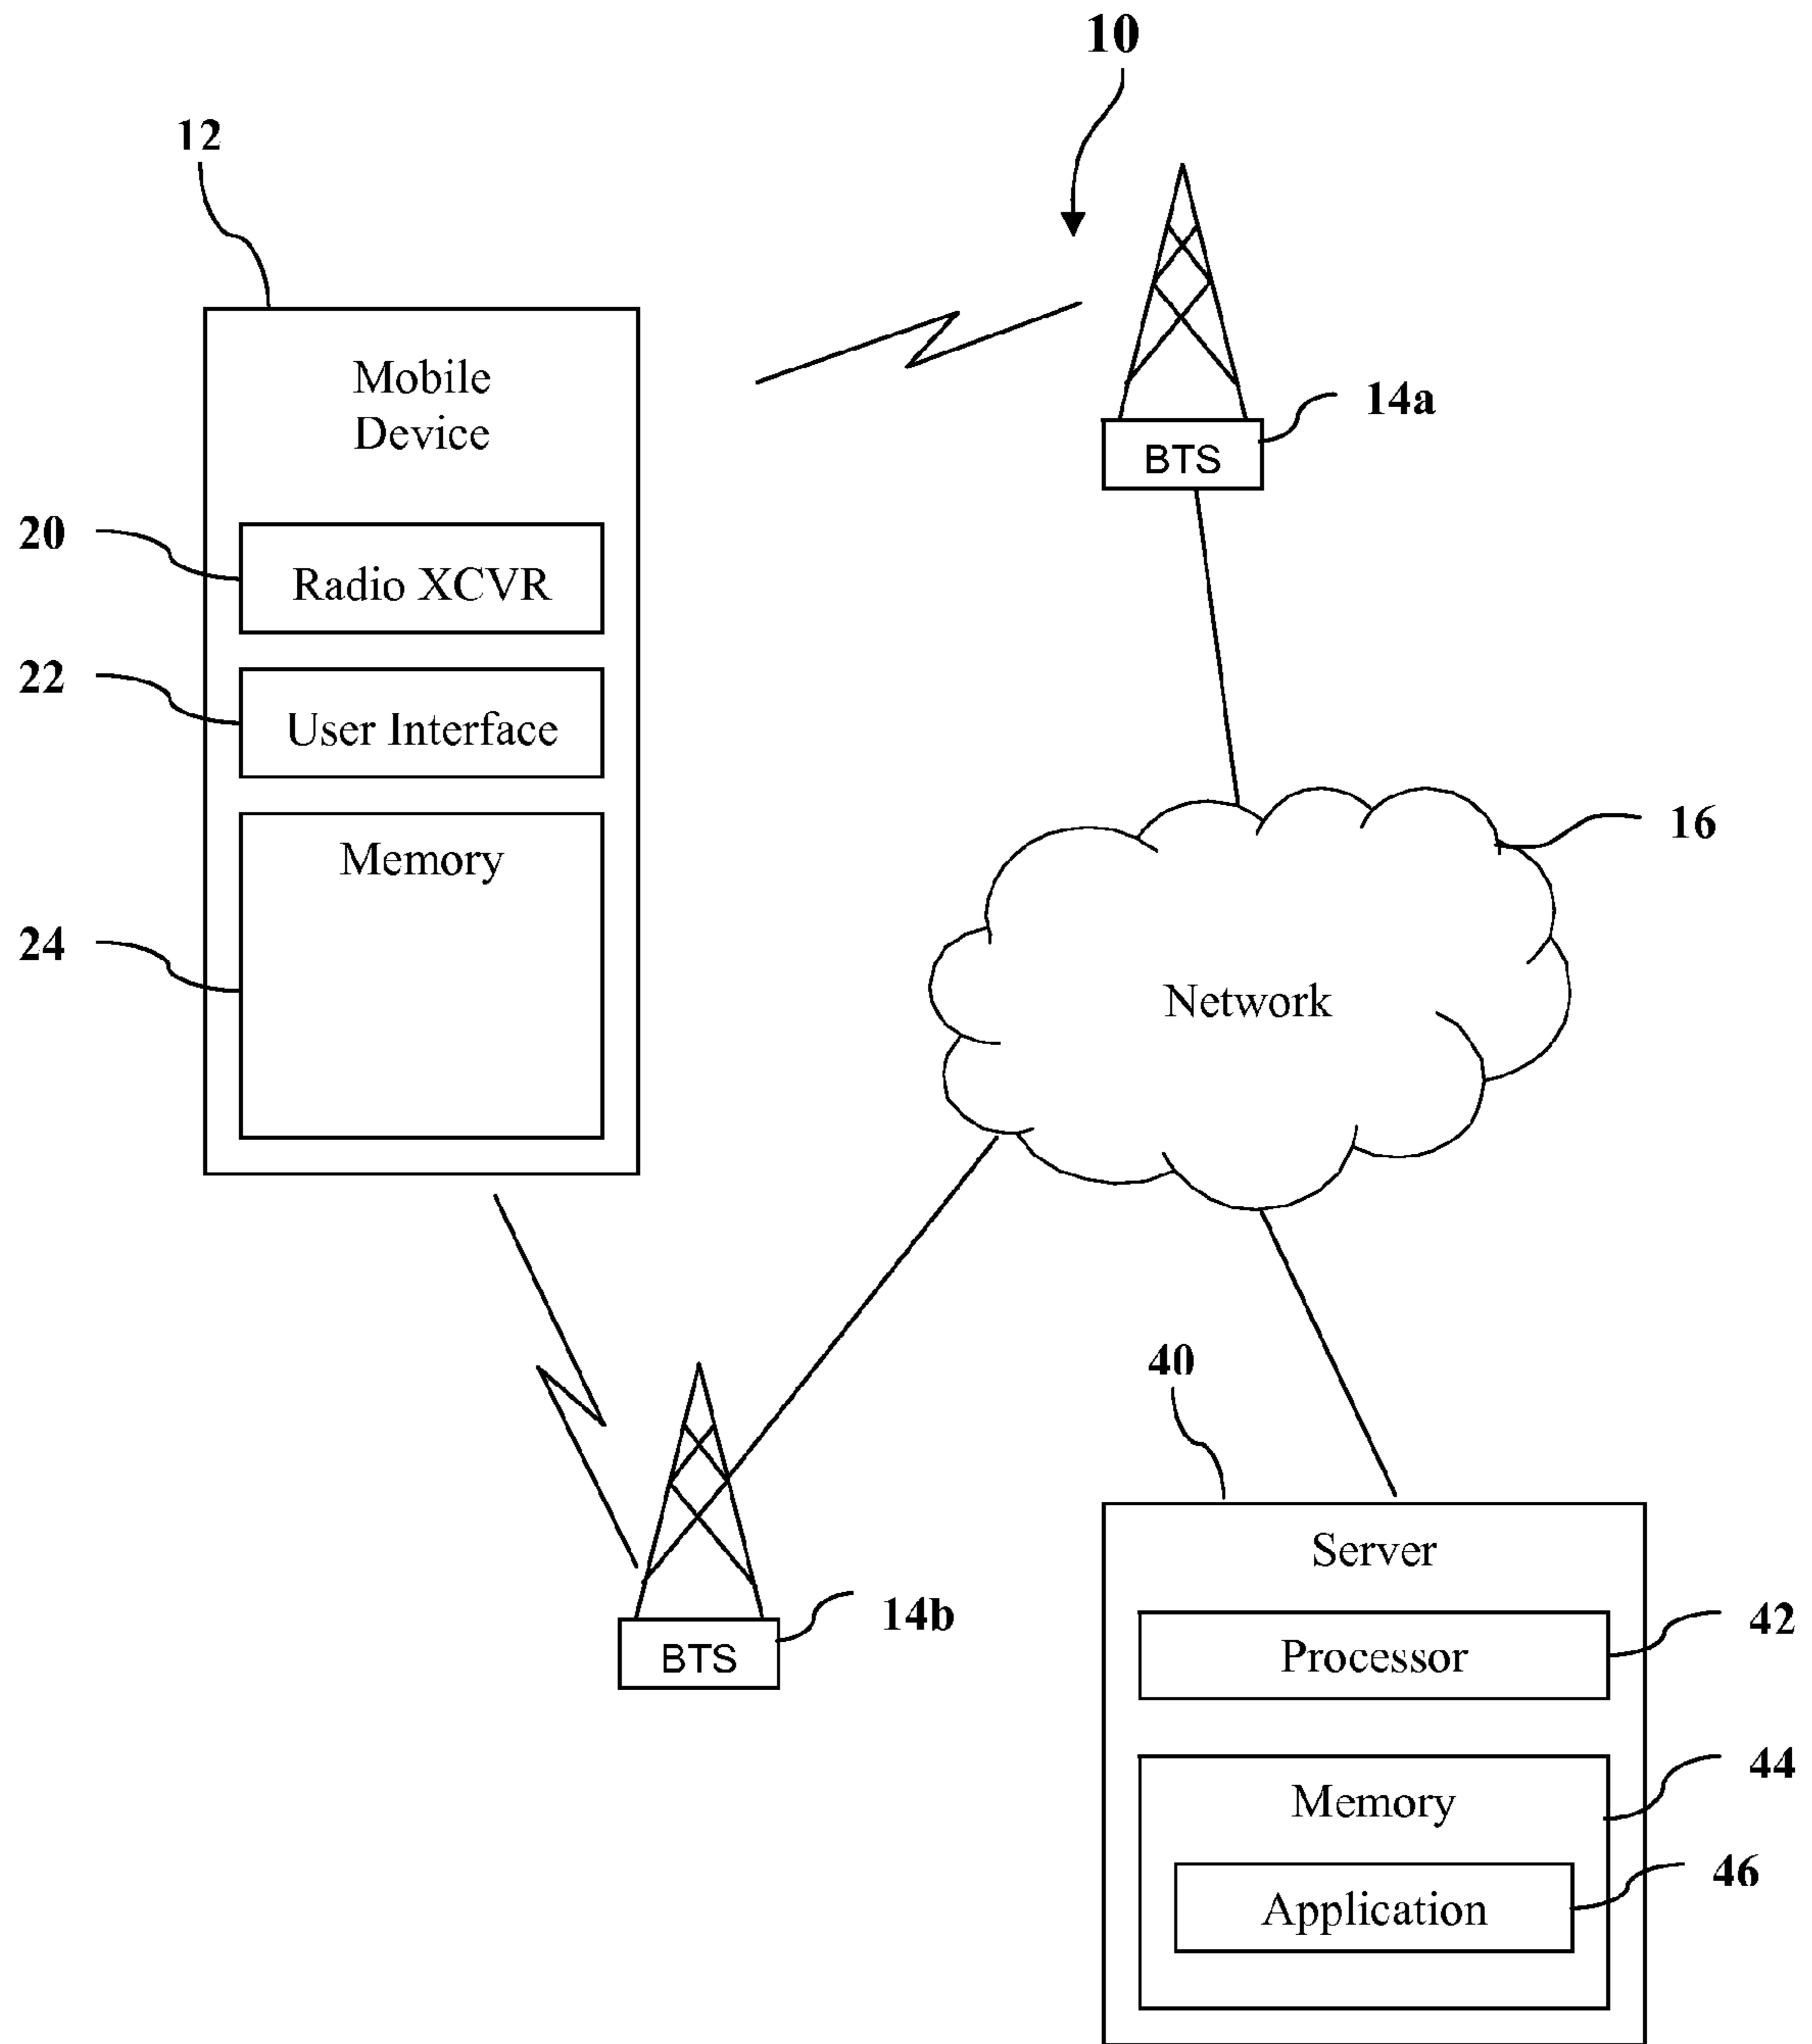 10
12
Mobile
Device
14a
BTS
20
Radio XCVR
22
User Interface
16
Memory
24
Network
40
Server
14b
BTS
42
Processor
44
Memory
46
Application